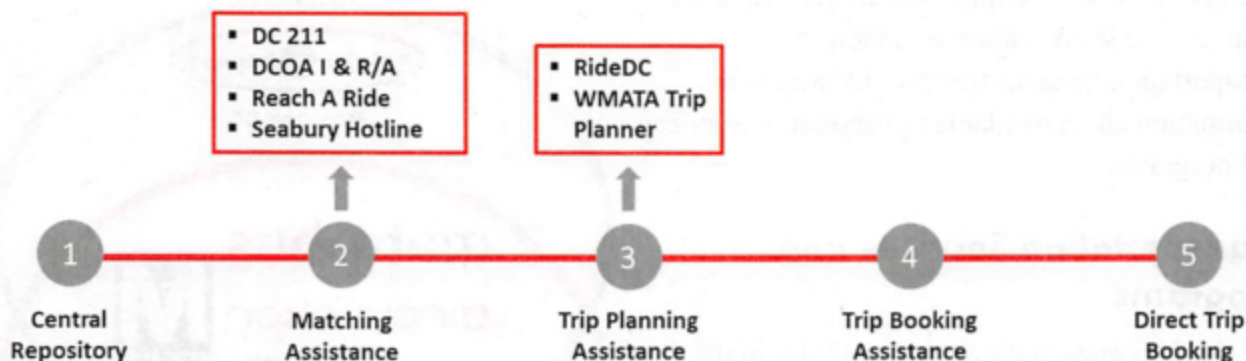 ▪ DC 211
▪ DCOA I & R/A
▪ Reach A Ride
▪ Seabury Hotline
▪ RideDC
▪ WMATA Trip
Planner
1
2
3
4
5
Central
Repository
Matching
Assistance
Trip Planning
Assistance
Trip Booking
Assistance
Direct Trip
Booking